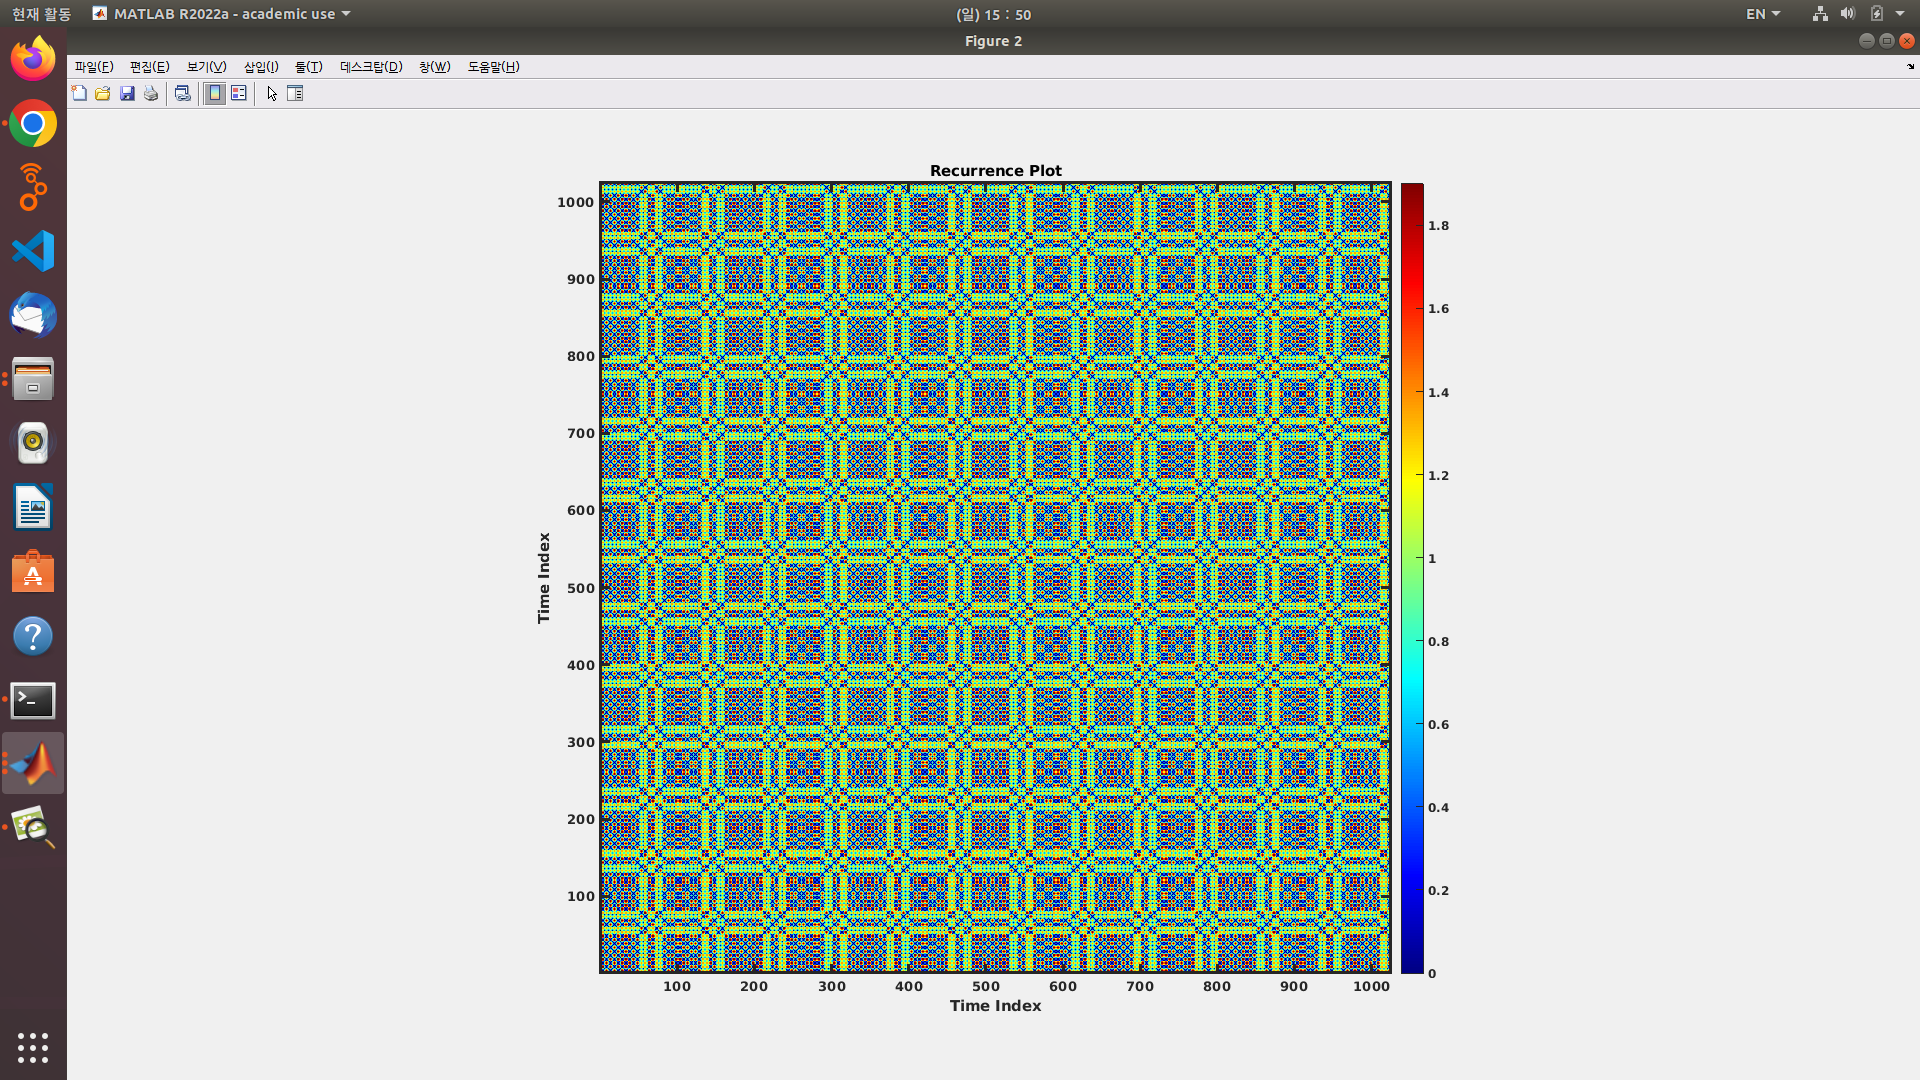 현재 활동 MATLAB R2022a - academic use (일) 15 : 50 EN
Figure 2
파일(F) 편집(E) 보기(V) 삽입(I) 툴(T) 데스크탑(D) 창(W) 도움말(H)
Recurrence Plot
1000
900
800
700
600
500
400
300
200
100
Time Index
100 200 300 400 500 600 700 800 900 1000
Time Index
1.8
1.6
1.4
1.2
1
0.8
0.6
0.4
0.2
0